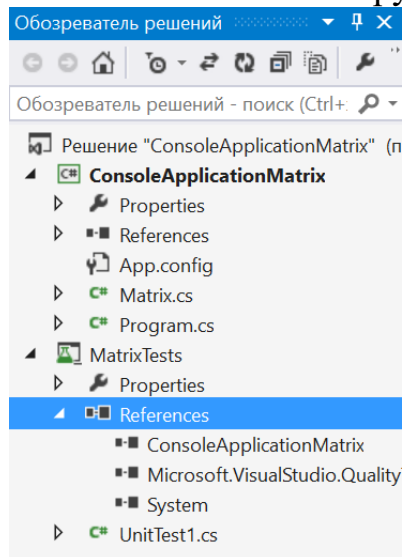 Обозреватель решений
Обозреватель решений - поиск (Ctrl+
Решение "ConsoleApplicationMatrix" (п
C# ConsoleApplicationMatrix
Properties
References
App.config
C# Matrix.cs
C# Program.cs
MatrixTests
Properties
References
ConsoleApplicationMatrix
Microsoft.VisualStudio.Quality
System
C# UnitTest1.cs